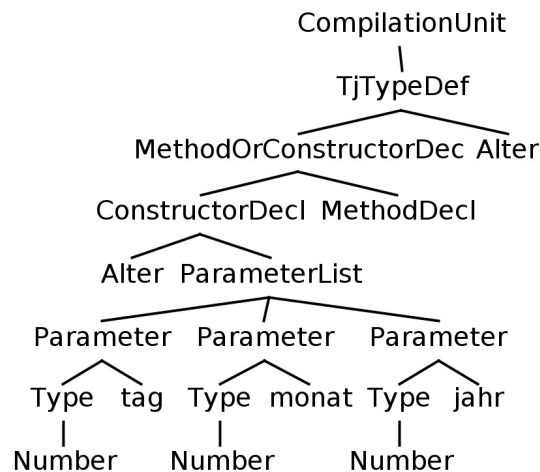 CompilationUnit
TjTypeDef
MethodOrConstructorDec Alter
ConstructorDecl MethodDecl
Alter ParameterList
Parameter Parameter Parameter
Type tag Type monat Type jahr
Number Number Number